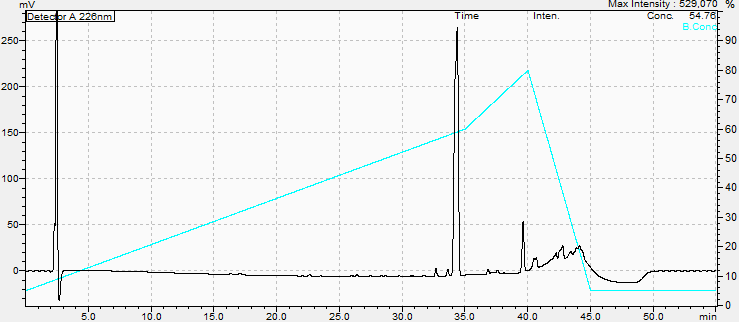 mV Max Intensity : 529,070 %
Detector A 226nm Time Inten. Conc. 54.76
B.Conc
250 90
80
200 70
150 60
50
100 40
30
50 20
0 10
0
5.0 10.0 15.0 20.0 25.0 30.0 35.0 40.0 45.0 50.0 min